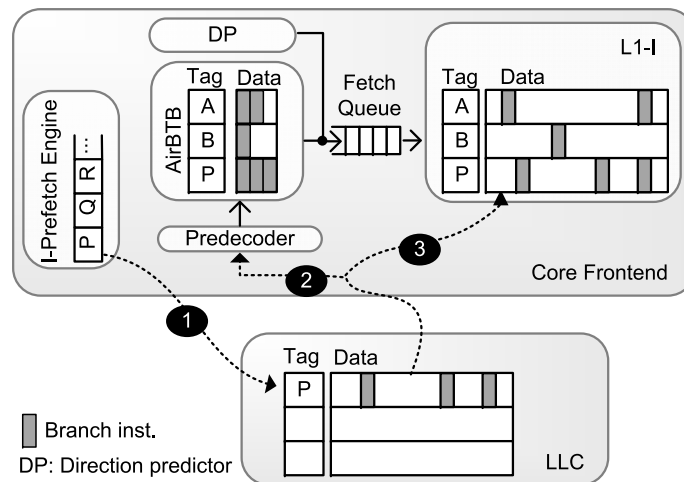 DP
L1-I
Tag Data
Fetch
Queue
Tag Data
A
B
P
AirBTB
A
B
P
I-Prefetch Engine
P Q R ...
Predecoder
3
2
Core Frontend
1
Tag Data
P
Branch inst.
DP: Direction predictor
LLC